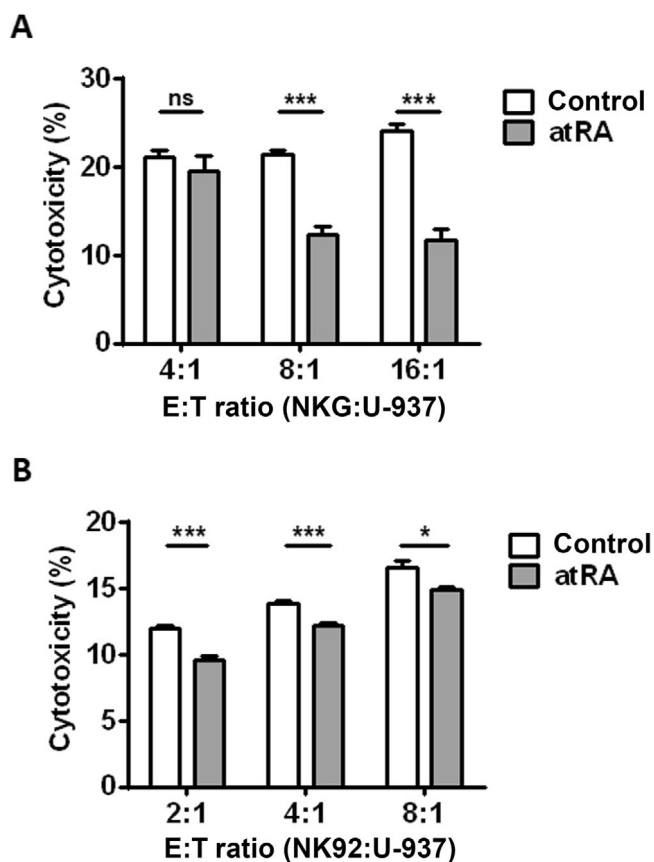 A
Cytotoxicity (%)
30
20
10
0
ns
***
***
Control
atRA
4:1
8:1
16:1
E:T ratio (NKG:U-937)
B
Cytotoxicity (%)
20
15
10
5
0
***
***
*
Control
atRA
2:1
4:1
8:1
E:T ratio (NK92:U-937)